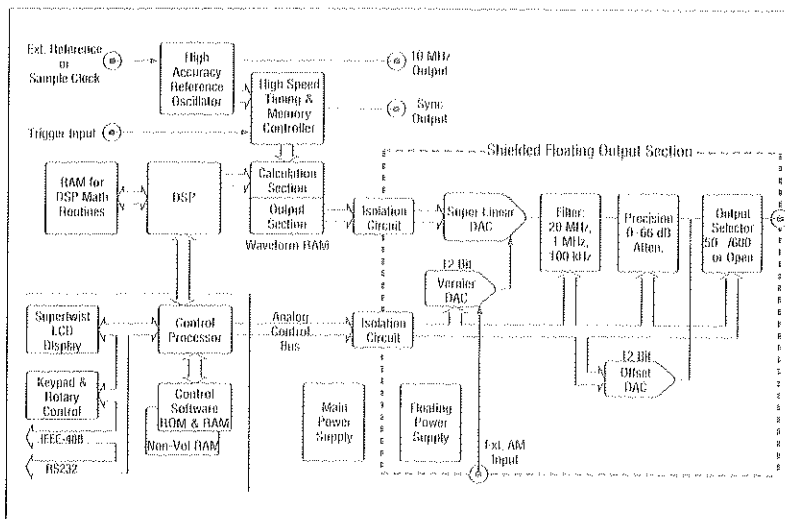 Ext. Reference
or
Sample Clock
High
Accuracy
Reference
Oscillator
10 MHz
Output
High Speed
Timing &
Memory
Controller
Sync
Output
Trigger Input
Shielded Floating Output Section
RAM for
DSP Math
Routines
DSP
Calculation
Section
Output
Section
Waveform RAM
Isolation
Circuit
Super Linear
DAC
Filter:
20 MHz,
1 MHz,
100 kHz
Precision
0-66 dB
Atten.
Output
Selector
50 /600
or Open
12 Bit
Vernier
DAC
Supertwist
LCD
Display
Control
Processor
Analog
Control
Bus
Isolation
Circuit
Keypad &
Rotary
Control
Control
Software
ROM & RAM
Non-Vol RAM
Main
Power
Supply
Floating
Power
Supply
12 Bit
Offset
DAC
IEEE-488
RS232
Ext. AM
Input